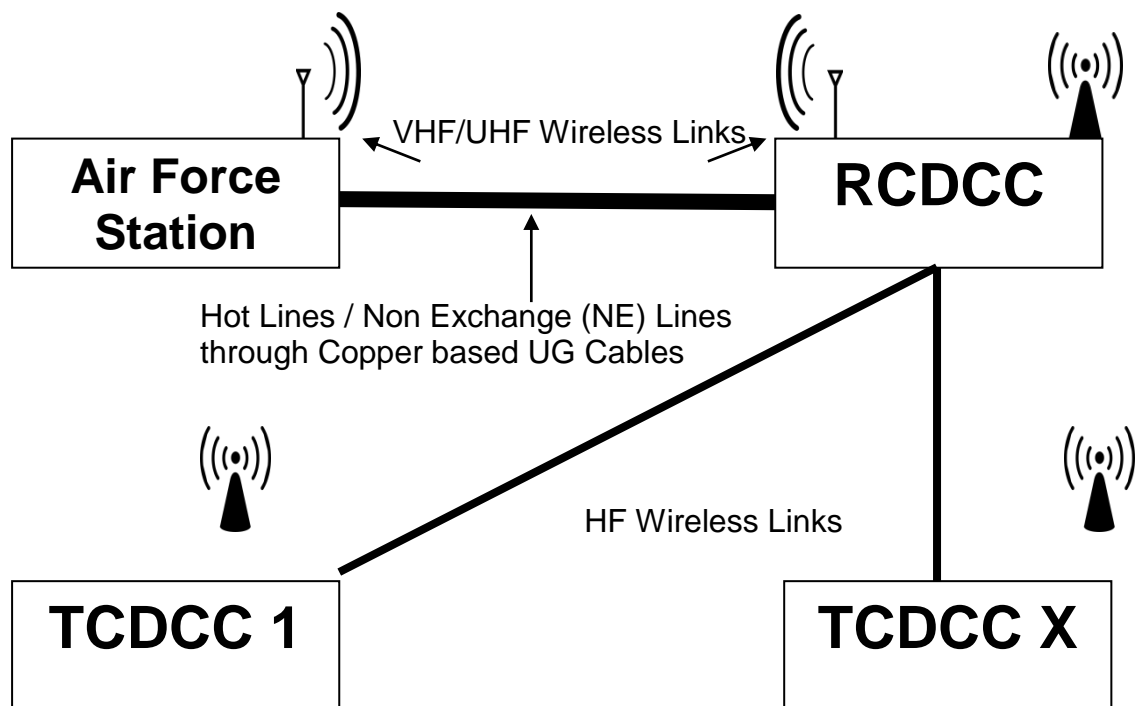 VHF/UHF Wireless Links
Air Force
Station
RCDCC
Hot Lines / Non Exchange (NE) Lines
through Copper based UG Cables
HF Wireless Links
TCDCC 1
TCDCC X